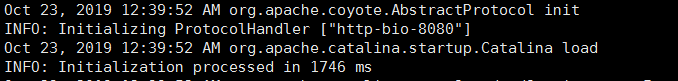 Oct 23, 2019 12:39:52 AM org.apache.coyote.AbstractProtocol init
INFO: Initializing ProtocolHandler ["http-bio-8080"]
Oct 23, 2019 12:39:52 AM org.apache.catalina.startup.Catalina load
INFO: Initialization processed in 1746 ms